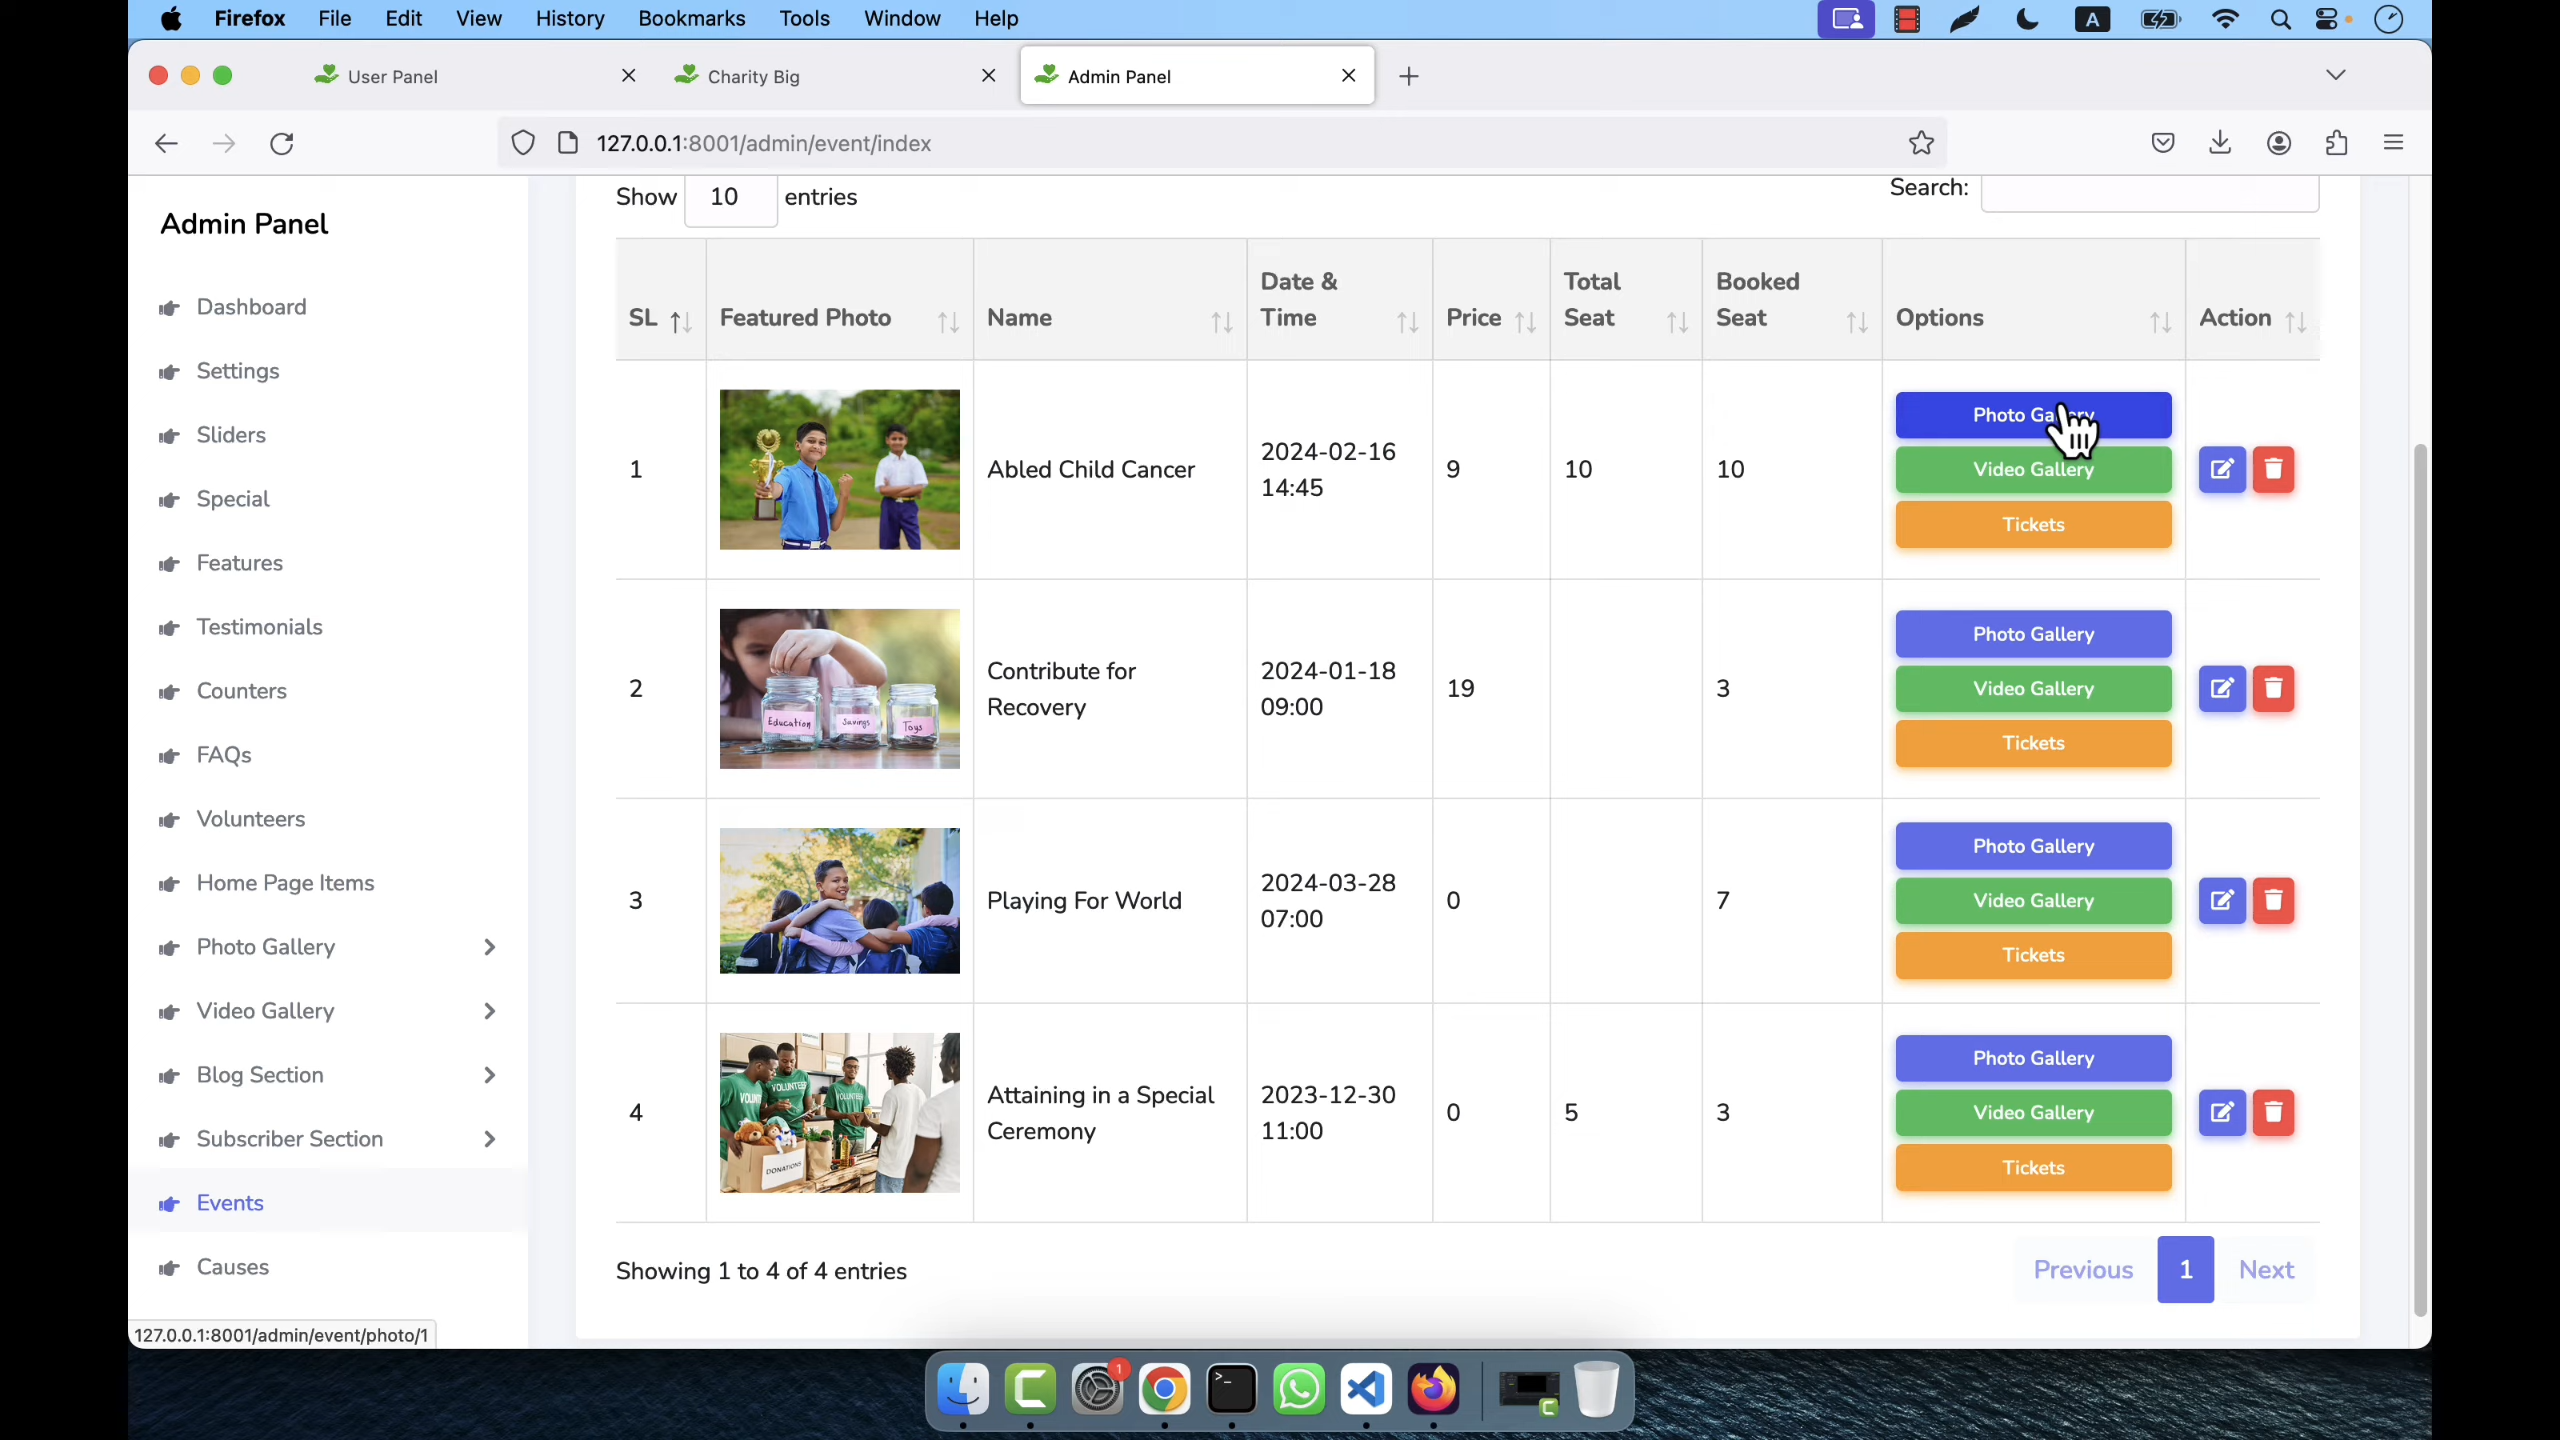 Firefox File Edit View History Bookmarks Tools Window Help A
User Panel
Charity Big
Admin Panel
127.0.0.1:8001/admin/event/index
Admin Panel
Dashboard
Settings
Sliders
Special
Features
Testimonials
Counters
FAQs
Volunteers
Home Page Items
Photo Gallery
Video Gallery
Blog Section
Subscriber Section
Events
Causes
127.0.0.1:8001/admin/event/photo/1
Show 10 entries
Search:
SL Featured Photo Name Date & Time Price Total Seat Booked Seat Options Action
1 Abled Child Cancer 2024-02-16 14:45 9 10 10
Photo Gallery
Video Gallery
Tickets
Education Savings Toys
2 Contribute for Recovery 2024-01-18 09:00 19 3
Photo Gallery
Video Gallery
Tickets
3 Playing For World 2024-03-28 07:00 0 7
Photo Gallery
Video Gallery
Tickets
VOLUNTEER
DONATIONS
4 Attaining in a Special Ceremony 2023-12-30 11:00 0 5 3
Photo Gallery
Video Gallery
Tickets
Showing 1 to 4 of 4 entries
Previous 1 Next
1